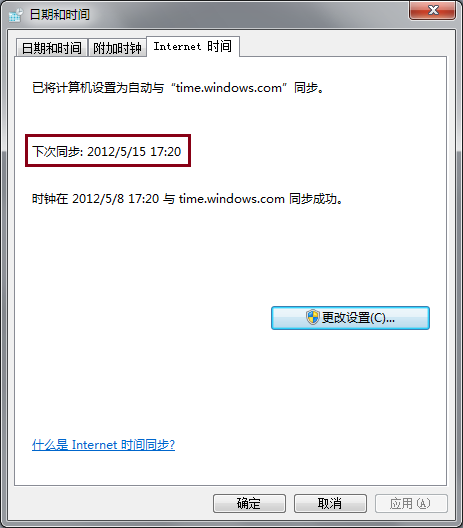 日期和时间
日期和时间 附加时钟 Internet 时间
已将计算机设置为自动与“time.windows.com”同步。
下次同步: 2012/5/15 17:20
时钟在 2012/5/8 17:20 与 time.windows.com 同步成功。
更改设置(C)...
什么是 Internet 时间同步?
确定 取消 应用(A)